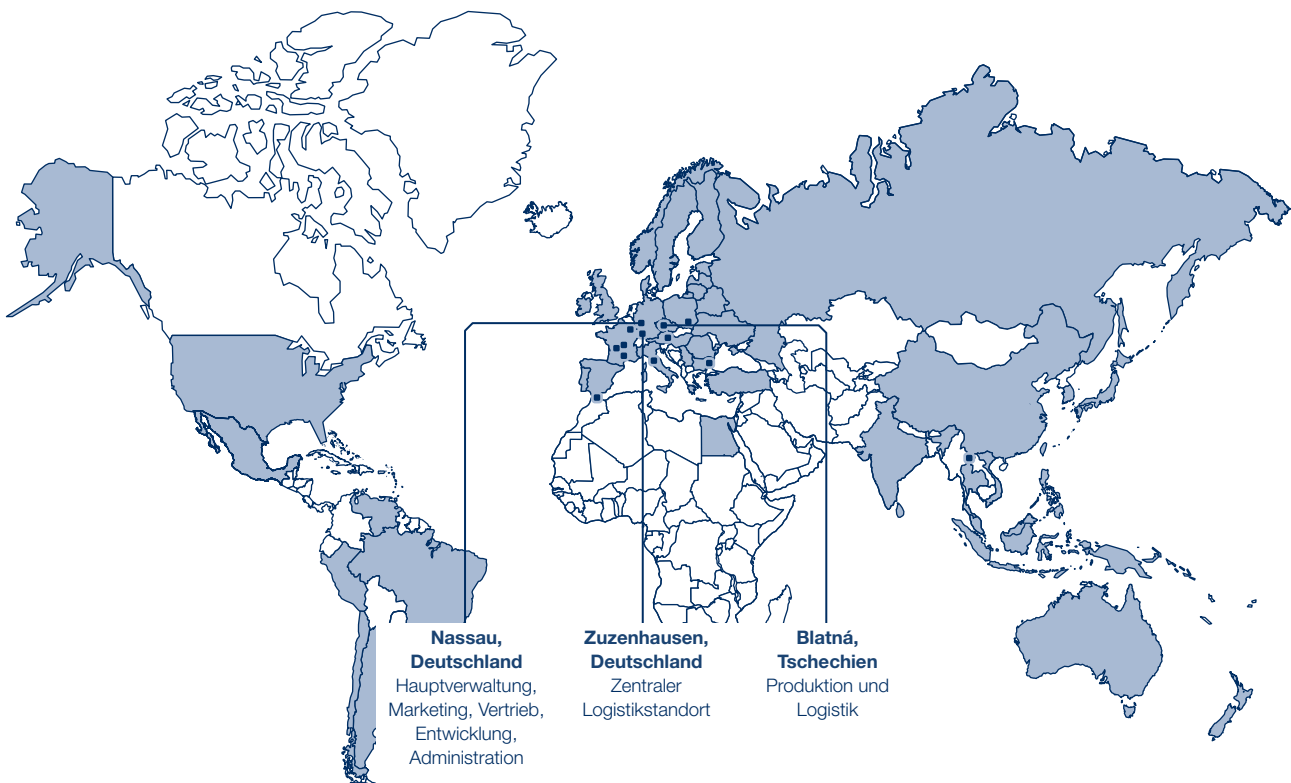 Nassau,
Deutschland
Hauptverwaltung,
Marketing, Vertrieb,
Entwicklung,
Administration
Zuzenhausen,
Deutschland
Zentraler
Logistikstandort
Blatná,
Tschechien
Produktion und
Logistik